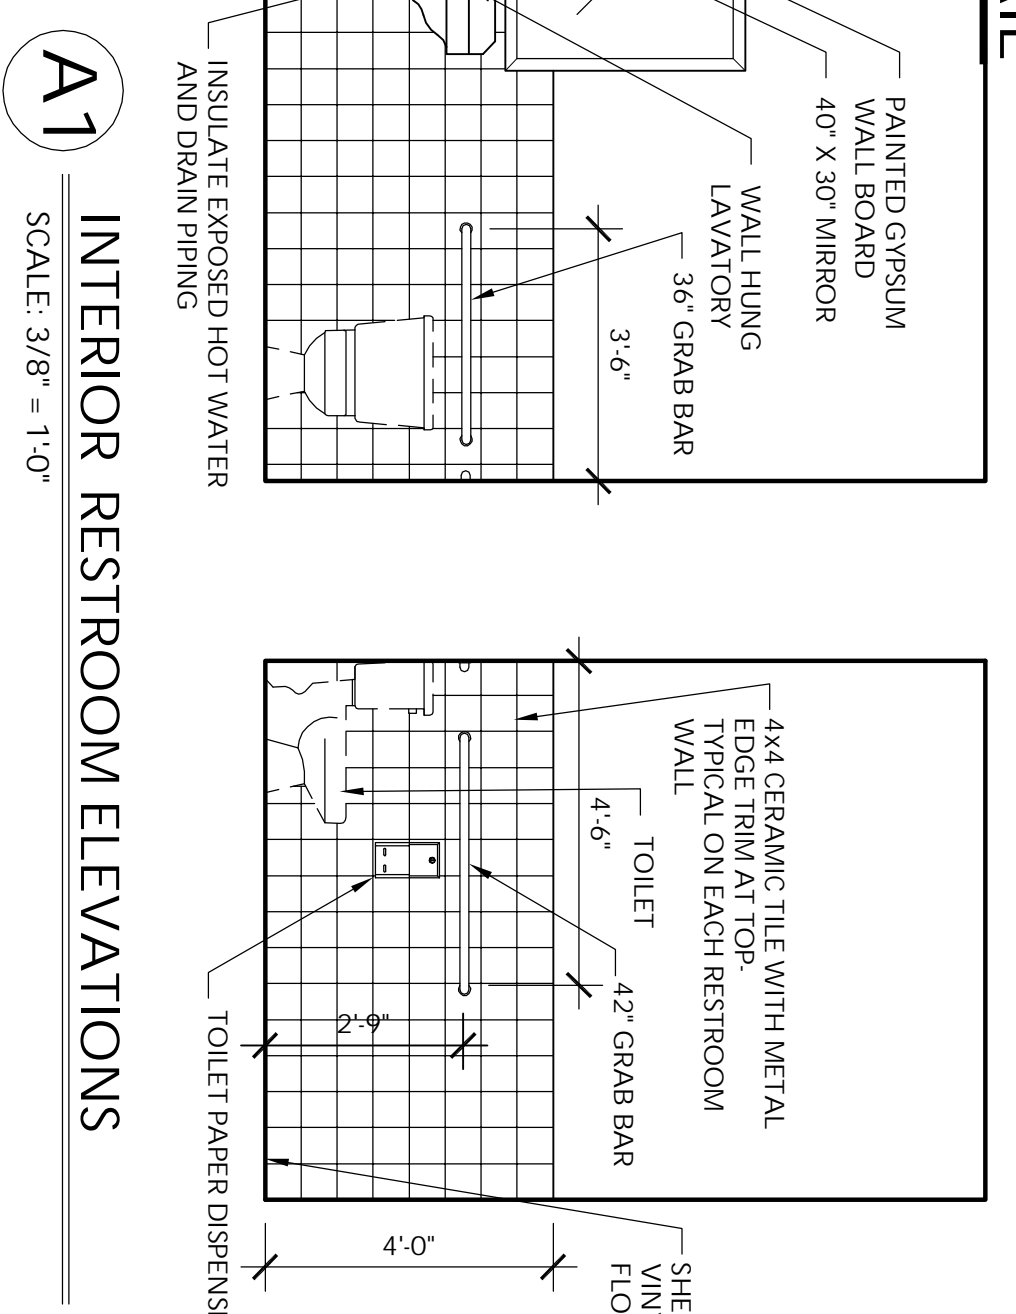 PAINTED GYPSUM
WALL BOARD
40" X 30" MIRROR
WALL HUNG
LAVATORY
36" GRAB BAR
3'-6"
INSULATE EXPOSED HOT WATER
AND DRAIN PIPING
4x4 CERAMIC TILE WITH METAL
EDGE TRIM AT TOP-
TYPICAL ON EACH RESTROOM
WALL
TOILET
4'-6"
42" GRAB BAR
2'-9"
4'-0"
TOILET PAPER
A1
INTERIOR RESTROOM ELEVATIONS
SCALE: 3/8" = 1'-0"